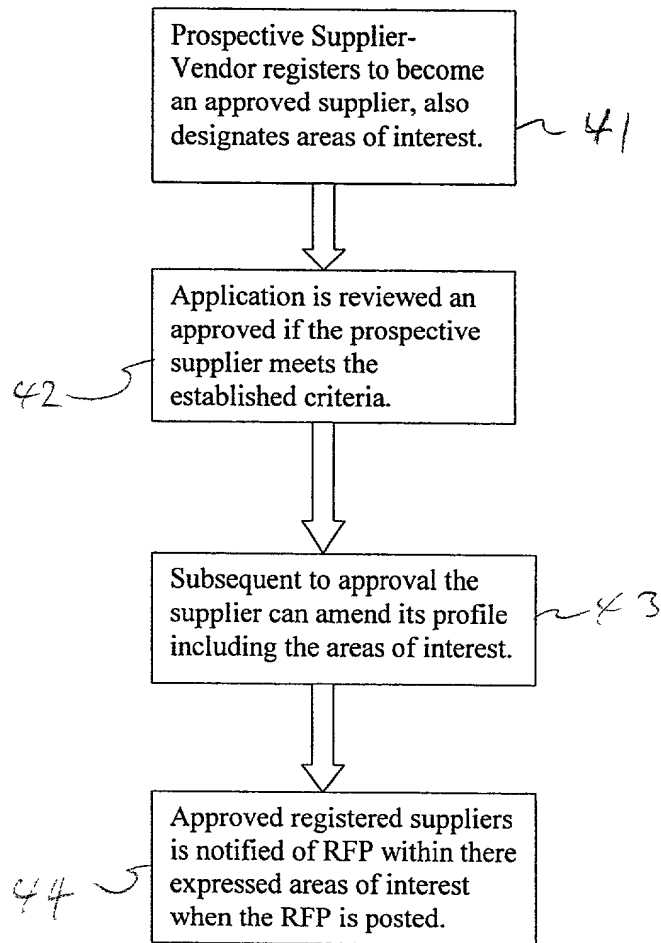 Prospective Supplier-
Vendor registers to become
an approved supplier, also
designates areas of interest.
41
Application is reviewed an
approved if the prospective
supplier meets the
established criteria.
42
Subsequent to approval the
supplier can amend its profile
including the areas of interest.
43
Approved registered suppliers
is notified of RFP within there
expressed areas of interest
when the RFP is posted.
44